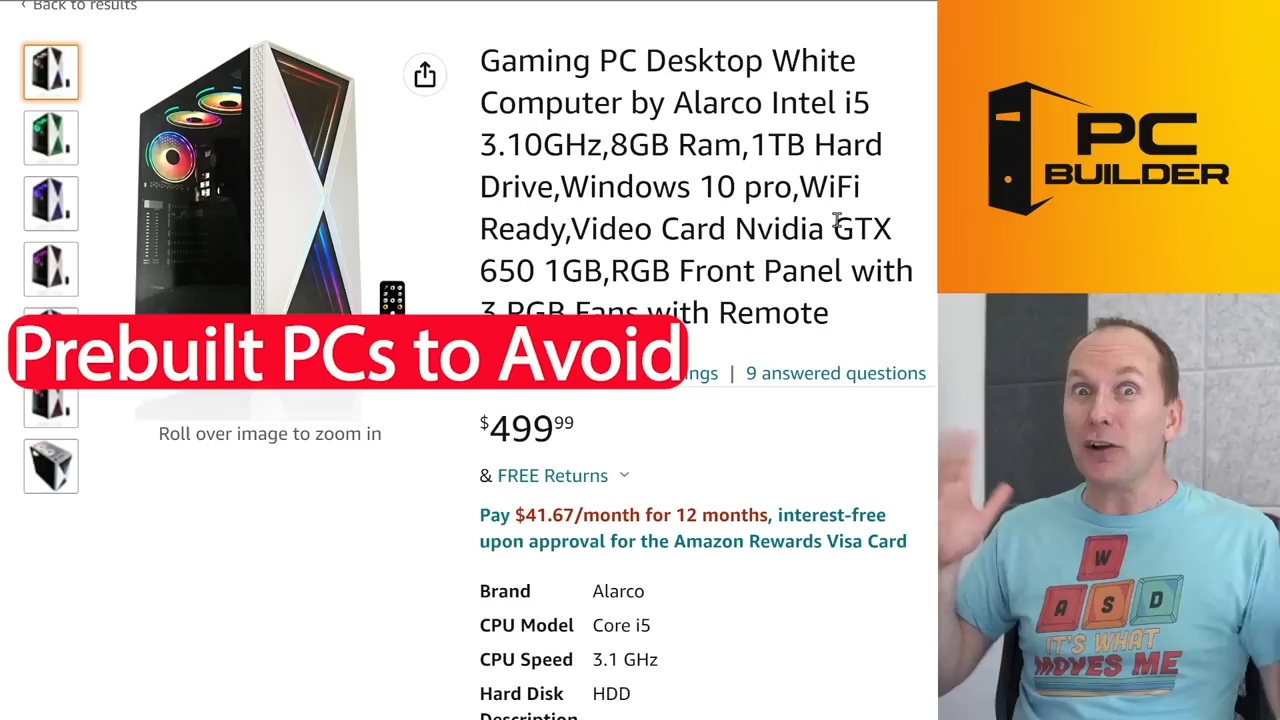 ‹ Back to results
Gaming PC Desktop White
Computer by Alarco Intel i5
3.10GHz,8GB Ram,1TB Hard
Drive,Windows 10 pro,WiFi
Ready,Video Card Nvidia GTX
650 1GB,RGB Front Panel with
3 RGB Fans with Remote
Prebuilt PCs to Avoid
| 9 answered questions
$499.99
& FREE Returns
Pay $41.67/month for 12 months, interest-free
upon approval for the Amazon Rewards Visa Card
Brand Alarco
CPU Model Core i5
CPU Speed 3.1 GHz
Hard Disk HDD
Description
Roll over image to zoom in
PC
BUILDER
W
A S D
IT'S WHAT
MOVES ME